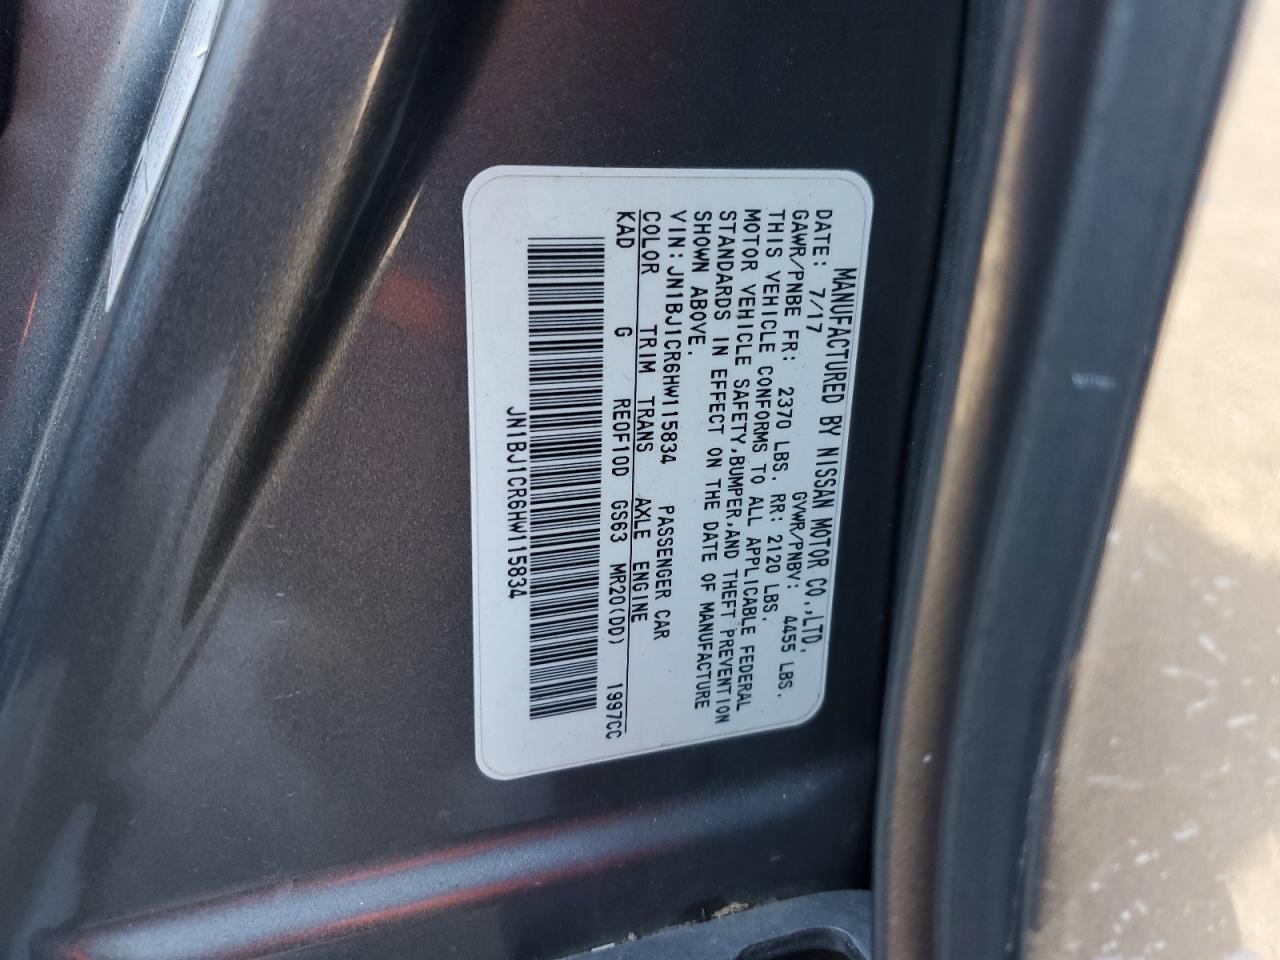 MANUFACTURED BY NISSAN MOTOR CO.,LTD.
DATE: 7/17 GVWR/PNBV: 4455 LBS.
GAWR/PNBE FR: 2370 LBS. RR: 2120 LBS.
THIS VEHICLE CONFORMS TO ALL APPLICABLE FEDERAL
MOTOR VEHICLE SAFETY,BUMPER,AND THEFT PREVENTION
STANDARDS IN EFFECT ON THE DATE OF MANUFACTURE
SHOWN ABOVE.
VIN: JN1BJ1CR6HW115834 PASSENGER CAR
COLOR TRIM TRANS AXLE ENGINE
KAD G RE0F10D GS63 MR20(DD) 1997CC
JN1BJ1CR6HW115834